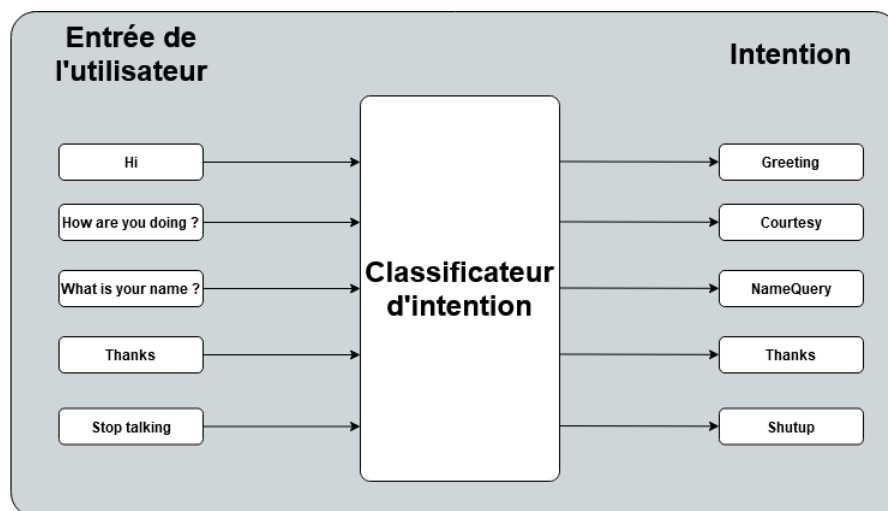 Entrée de
l'utilisateur
Intention
Hi
Greeting
How are you doing ?
Courtesy
Classificateur
d'intention
What is your name ?
NameQuery
Thanks
Thanks
Stop talking
Shutup